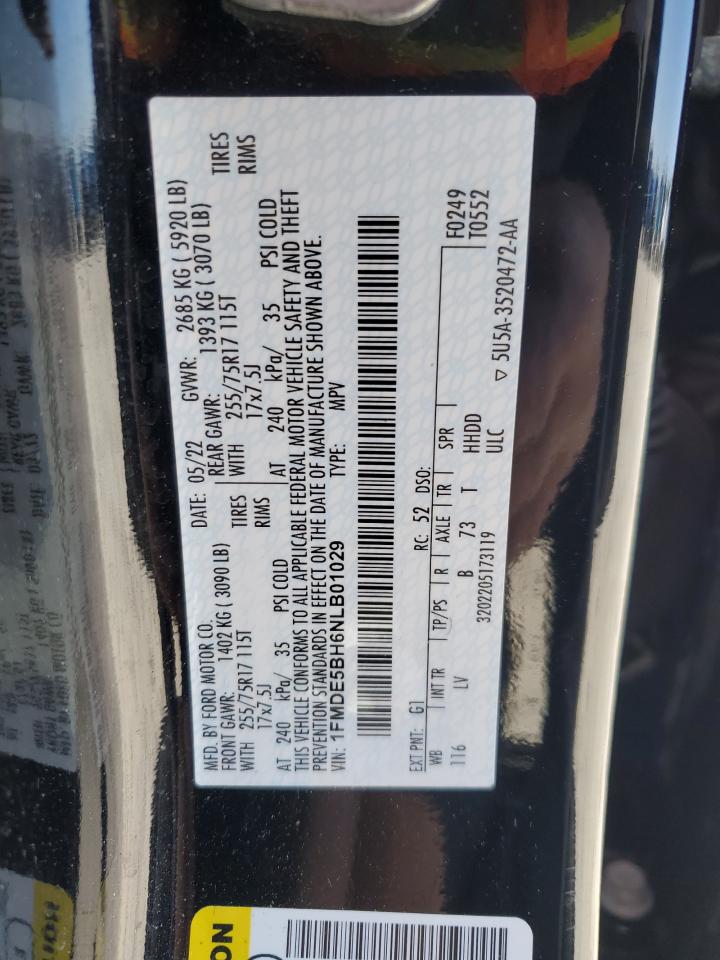 MFD. BY FORD MOTOR CO. DATE: 05/22 GVWR: 2685 KG ( 5920 LB)
FRONT GAWR: 1402 KG ( 3090 LB) REAR GAWR: 1393 KG ( 3070 LB)
WITH 255/75R17 115T TIRES WITH 255/75R17 115T TIRES
17x7.5J RIMS 17x7.5J RIMS
AT 240 kPa/ 35 PSI COLD AT 240 kPa/ 35 PSI COLD
THIS VEHICLE CONFORMS TO ALL APPLICABLE FEDERAL MOTOR VEHICLE SAFETY AND THEFT
PREVENTION STANDARDS IN EFFECT ON THE DATE OF MANUFACTURE SHOWN ABOVE.
VIN: 1FMDE5BH6NLB01029 TYPE: MPV
EXT PNT: G1 RC: 52 DSO: F0249
WB INT TR TP/PS R AXLE TR SPR T0552
116 LV B 73 T HHDD
3202205173119 ULC
▽ 5U5A-3520472-AA
ON